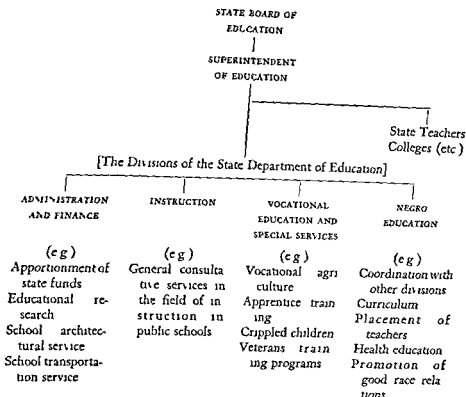 STATE BOARD OF
EDUCATION
SUPERINTENDENT
OF EDUCATION
State Teachers
Colleges (etc )
[The Divisions of the State Department of Education]
ADMINISTRATION
AND FINANCE
(e g )
Apportionment of
state funds
Educational re-
search
School architec-
tural service
School transporta-
tion service
INSTRUCTION
(e g )
General consulta
tive services in
the field of in
struction in
public schools
VOCATIONAL
EDUCATION AND
SPECIAL SERVICES
(e g )
Vocational agri
culture
Apprentice train
ing
Crippled children
Veterans train
ing programs
NEGRO
EDUCATION
(e g )
Coordination with
other divisions
Curriculum
Placement of
teachers
Health education
Promotion of
good race rela
tions